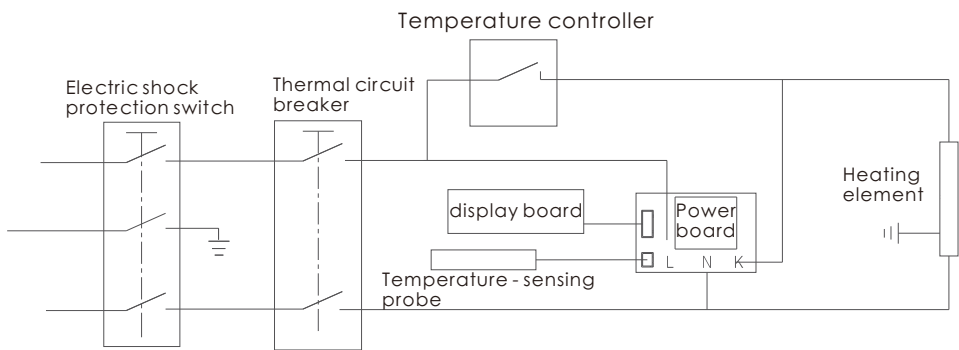 Temperature controller
Electric shock
protection switch
Thermal circuit
breaker
Heating
element
display board
Power
board
L N K
Temperature - sensing
probe